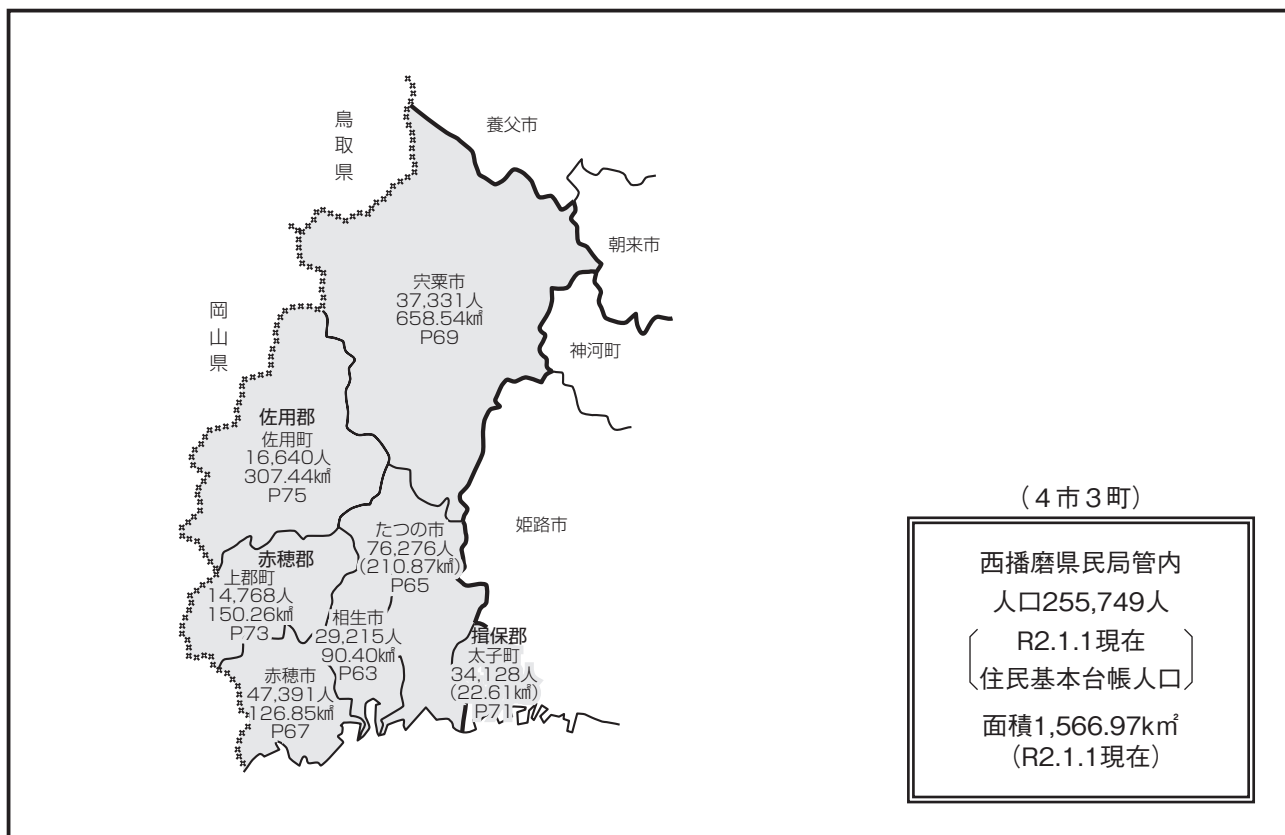 養父市
鳥取県
朝来市
宍粟市
37,331人
658.54k㎡
P69
岡山県
神河町
佐用郡
佐用町
16,640人
307.44k㎡
P75
姫路市
たつの市
76,276人
(210.87k㎡)
P65
赤穂郡
上郡町
14,768人
150.26k㎡
P73
相生市
29,215人
90.40k㎡
P63
揖保郡
太子町
34,128人
(22.61k㎡)
P71
赤穂市
47,391人
126.85k㎡
P67
（４市３町）
西播磨県民局管内
人口255,749人
R2.1.1現在
住民基本台帳人口
面積1,566.97k㎡
（R2.1.1現在）